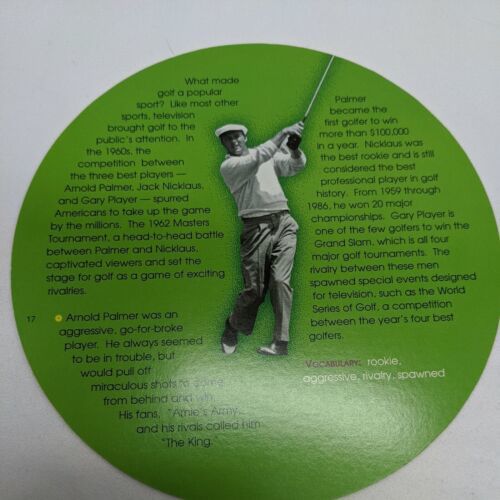 What made
golf a popular
sport? Like most other
sports, television
brought golf to the
public's attention. In
the 1960s, the
competition between
the three best players —
Arnold Palmer, Jack Nicklaus,
and Gary Player — spurred
Americans to take up the game
by the millions. The 1962 Masters
Tournament, a head-to-head battle
between Palmer and Nicklaus,
captivated viewers and set the
stage for golf as a game of exciting
rivalries.
17
Arnold Palmer was an
aggressive, go-for-broke
player. He always seemed
to be in trouble, but
would pull off
miraculous shots to come
from behind and win.
His fans, "Arnie's Army,"
and his rivals called him
"The King."
Palmer
became the
first golfer to win
more than $100,000
in a year. Nicklaus was
the best rookie and is still
considered the best
professional player in golf
history. From 1959 through
1986, he won 20 major
championships. Gary Player is
one of the few golfers to win the
Grand Slam, which is all four
major golf tournaments. The
rivalry between these men
spawned special events designed
for television, such as the World
Series of Golf, a competition
between the year's four best
golfers.
VOCABULARY: rookie,
aggressive, rivalry, spawned